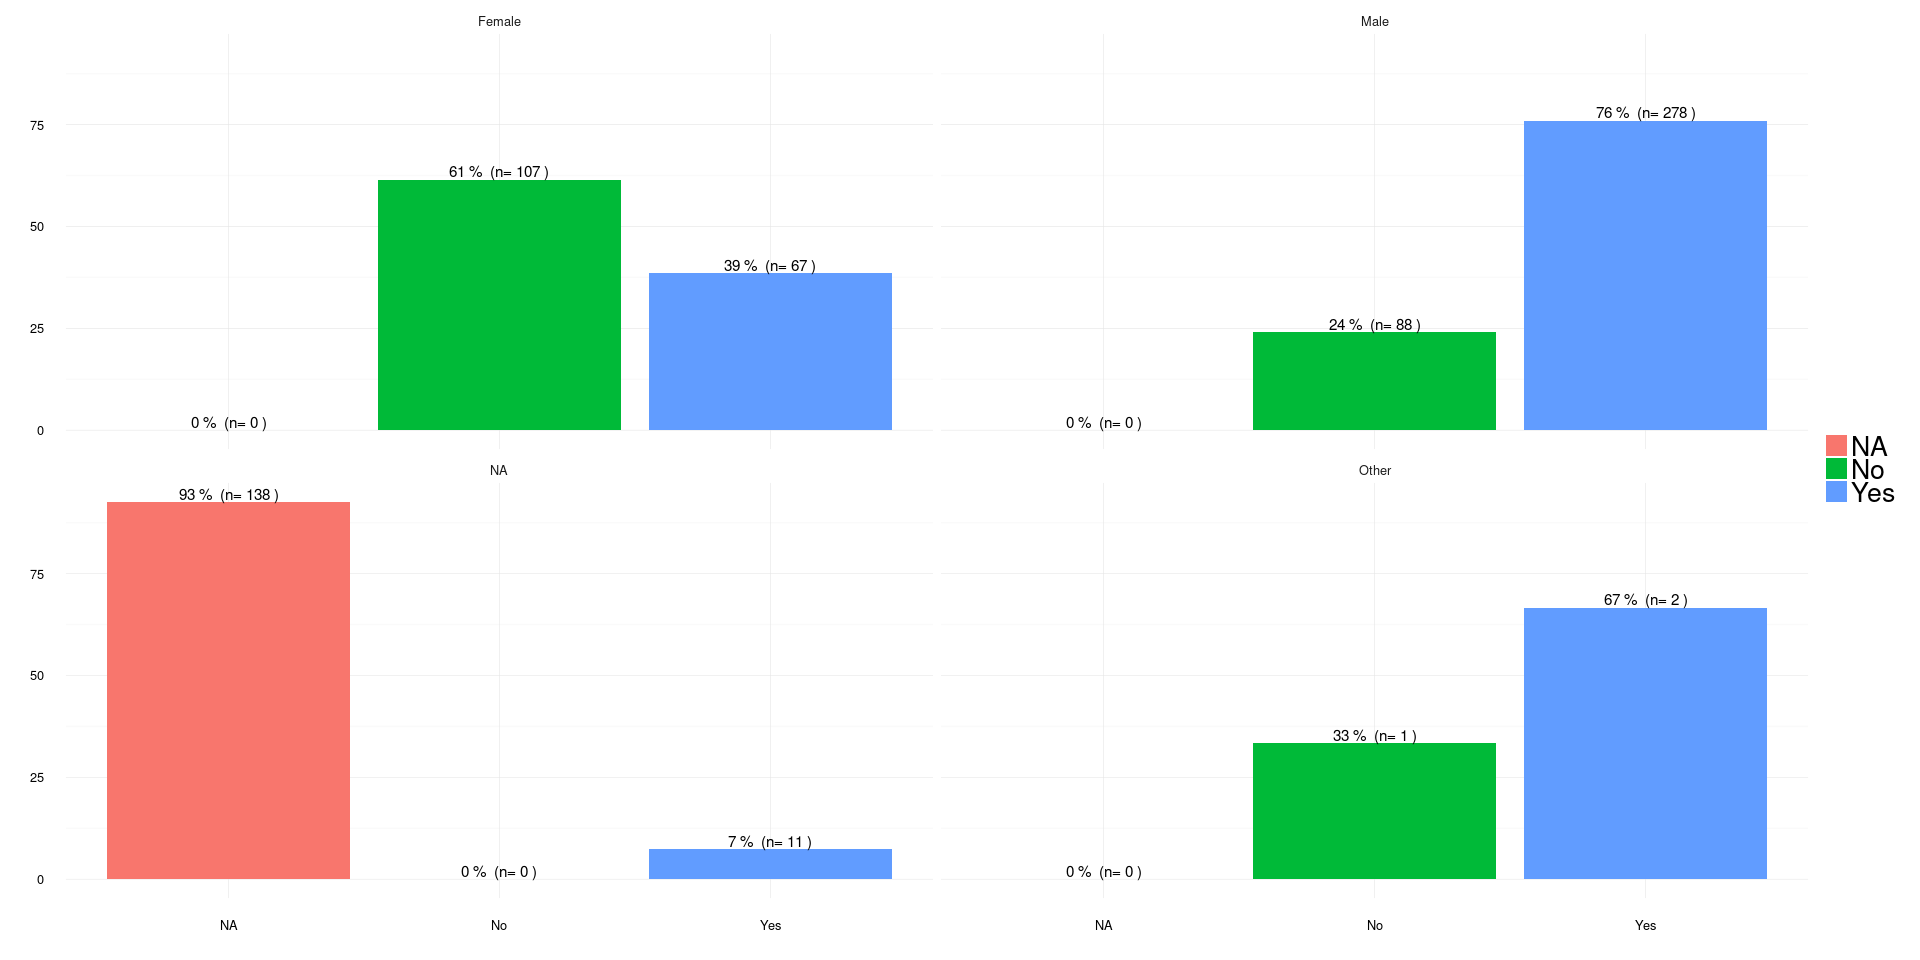 Female
Male
75
50
25
0
0 % (n= 0 )
61 % (n= 107 )
39 % (n= 67 )
0 % (n= 0 )
24 % (n= 88 )
76 % (n= 278 )
NA
Other
75
50
25
0
93 % (n= 138 )
0 % (n= 0 )
7 % (n= 11 )
0 % (n= 0 )
33 % (n= 1 )
67 % (n= 2 )
NA
No
Yes
NA
No
Yes
NA
No
Yes